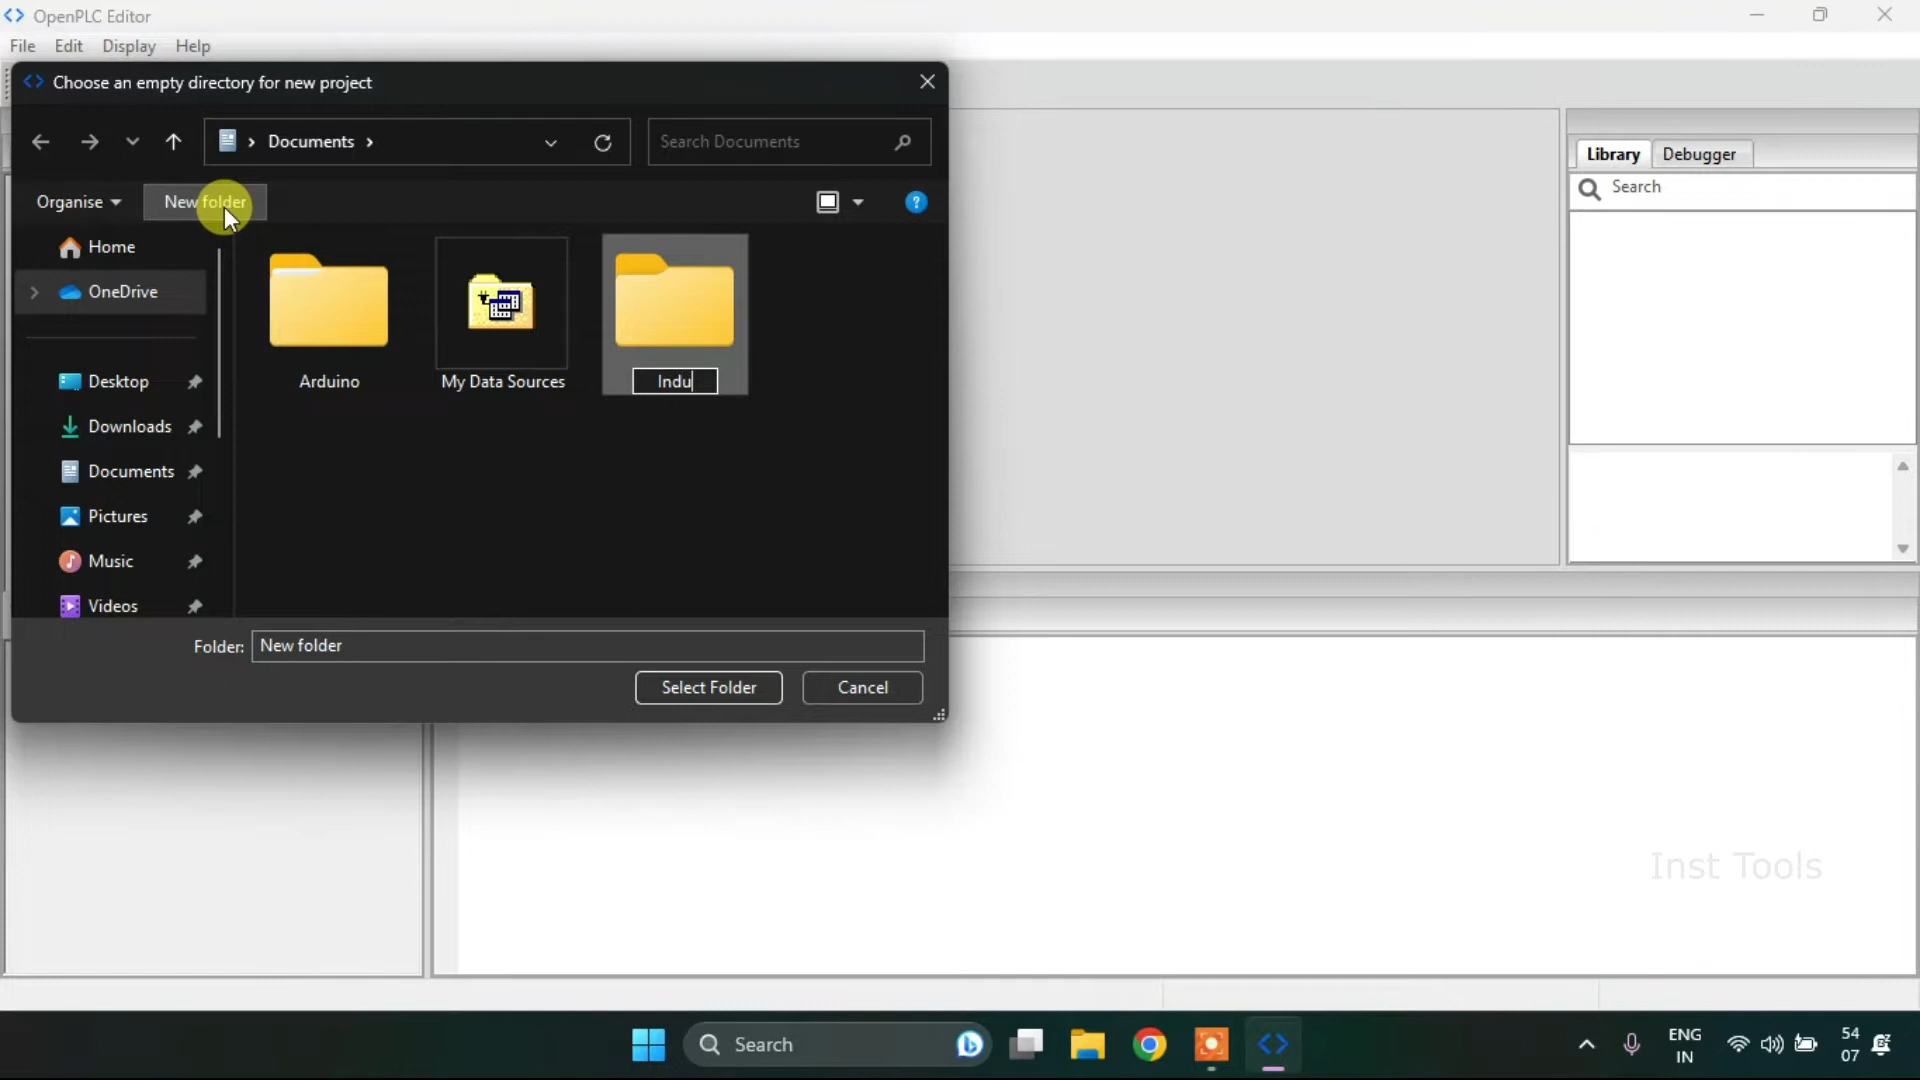 OpenPLC Editor
File Edit Display Help
Choose an empty directory for new project
Documents
Search Documents
Library Debugger
Search
Organise New folder
Home
OneDrive
Arduino My Data Sources Indu
Desktop
Downloads
Documents
Pictures
Music
Videos
Folder: New folder
Select Folder Cancel
Inst Tools
Search
ENG
IN
54
07